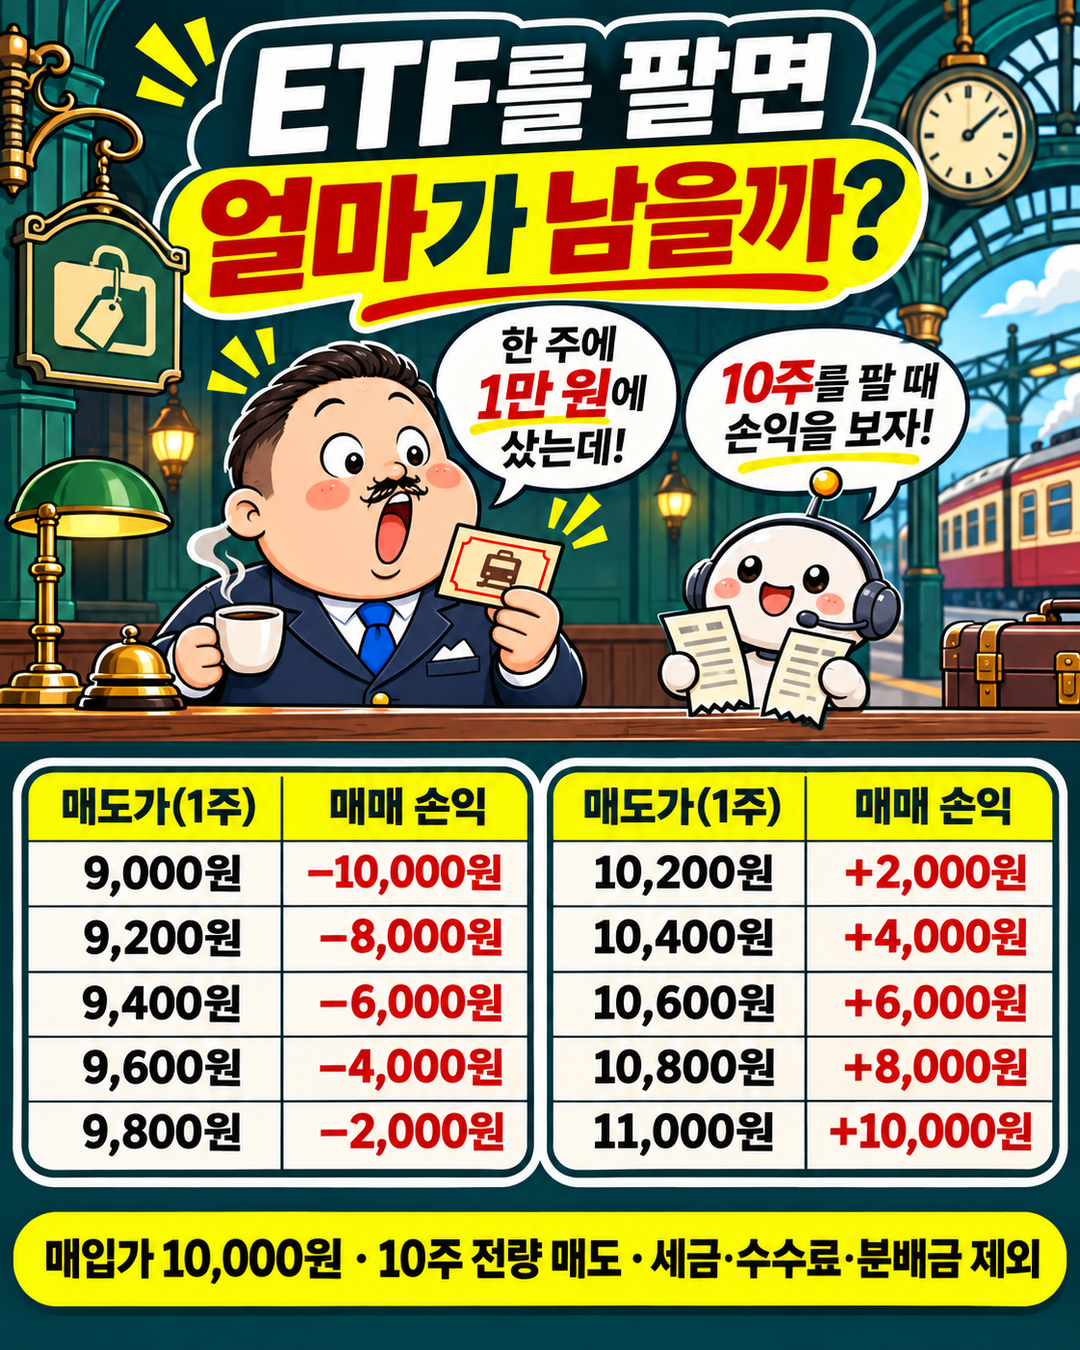 ETF를 팔면
얼마가 남을까?
한 주에
1만 원에
샀는데!
10주를 팔 때
손익을 보자!
매도가(1주) 매매 손익
9,000원 −10,000원
9,200원 −8,000원
9,400원 −6,000원
9,600원 −4,000원
9,800원 −2,000원
매도가(1주) 매매 손익
10,200원 +2,000원
10,400원 +4,000원
10,600원 +6,000원
10,800원 +8,000원
11,000원 +10,000원
매입가 10,000원 · 10주 전량 매도 · 세금·수수료·분배금 제외